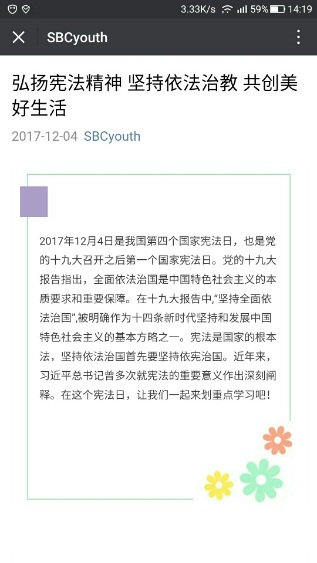 3.33K/s 59% 14:19
SBCyouth
弘扬宪法精神 坚持依法治教 共创美
好生活
2017-12-04 SBCyouth
2017年12月4日是我国第四个国家宪法日，也是党
的十九大召开之后第一个国家宪法日。党的十九大
报告指出，全面依法治国是中国特色社会主义的本
质要求和重要保障。在十九大报告中,“坚持全面依
法治国”,被明确作为十四条新时代坚持和发展中国
特色社会主义的基本方略之一。宪法是国家的根本
法，坚持依法治国首先要坚持依宪治国。近年来，
习近平总书记曾多次就宪法的重要意义作出深刻阐
释。在这个宪法日，让我们一起来划重点学习吧！